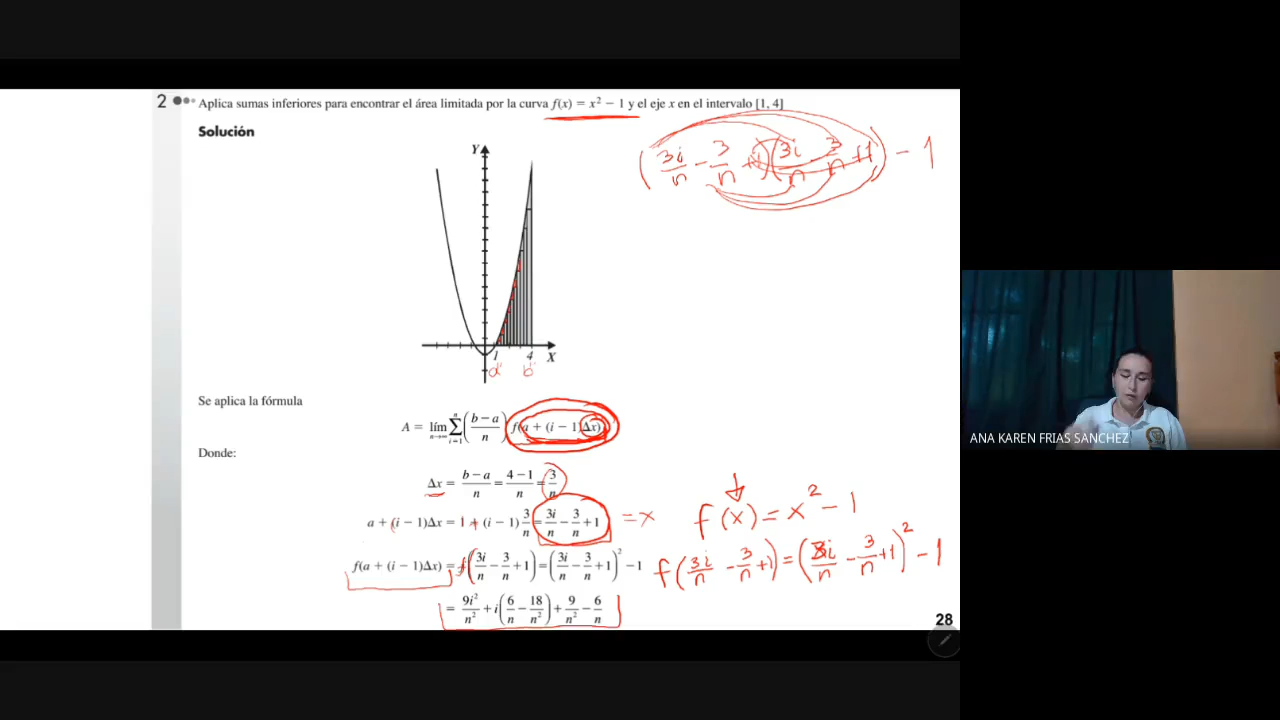 2 Aplica sumas inferiores para encontrar el área limitada por la curva f(x) = x² − 1 y el eje x en el intervalo [1, 4]
Solución
(3i/n − 3/n + 1)(3i/n − 3/n + 1) − 1
Y
1 4 X
a b
Se aplica la fórmula
A = lím n→∞ ∑ i=1 n ((b − a)/n) f(a + (i − 1)Δx)
Donde:
Δx = (b − a)/n = (4 − 1)/n = 3/n
a + (i − 1)Δx = 1 + (i − 1) 3/n = 3i/n − 3/n + 1 = x
f(x) = x² − 1
f(a + (i − 1)Δx) = f(3i/n − 3/n + 1) = (3i/n − 3/n + 1)² − 1
f(3i/n − 3/n + 1) = (3i/n − 3/n + 1)² − 1
= 9i²/n² + i(6/n − 18/n²) + 9/n² − 6/n
28
ANA KAREN FRIAS SANCHEZ